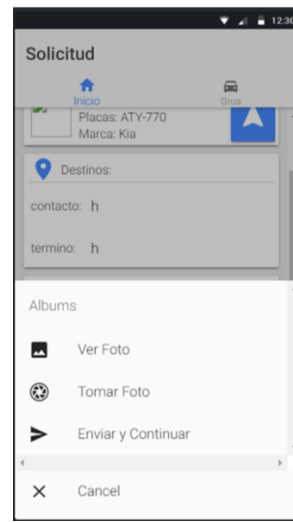 12:30
Solicitud
Inicio
Grus
Placas: ATY-770
Marca: Kia
Destinos:
contacto: h
termino: h
Albums
Ver Foto
Tomar Foto
Enviar y Continuar
Cancel